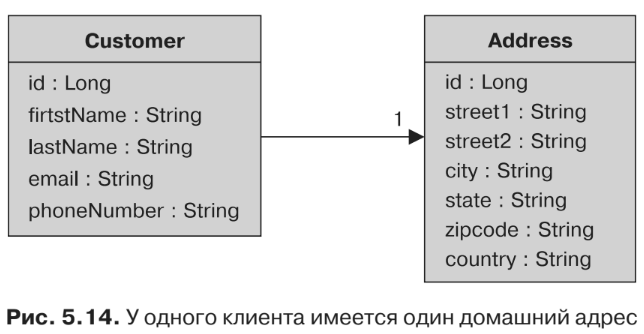 Customer
id : Long
firtstName : String
lastName : String
email : String
phoneNumber : String
1
Address
id : Long
street1 : String
street2 : String
city : String
state : String
zipcode : String
country : String
Рис. 5.14. У одного клиента имеется один домашний адрес